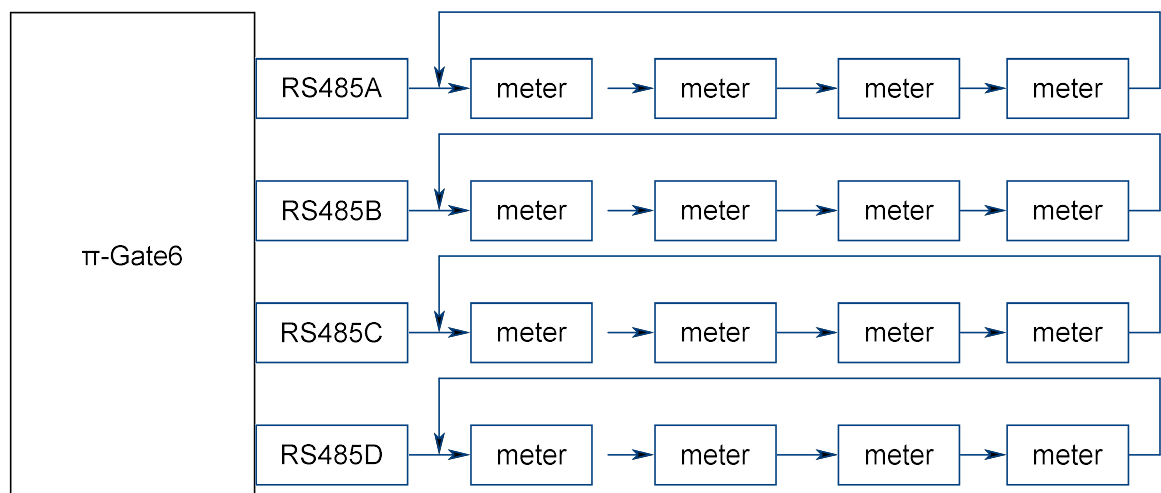 RS485A meter meter meter meter
RS485B meter meter meter meter
π-Gate6
RS485C meter meter meter meter
RS485D meter meter meter meter